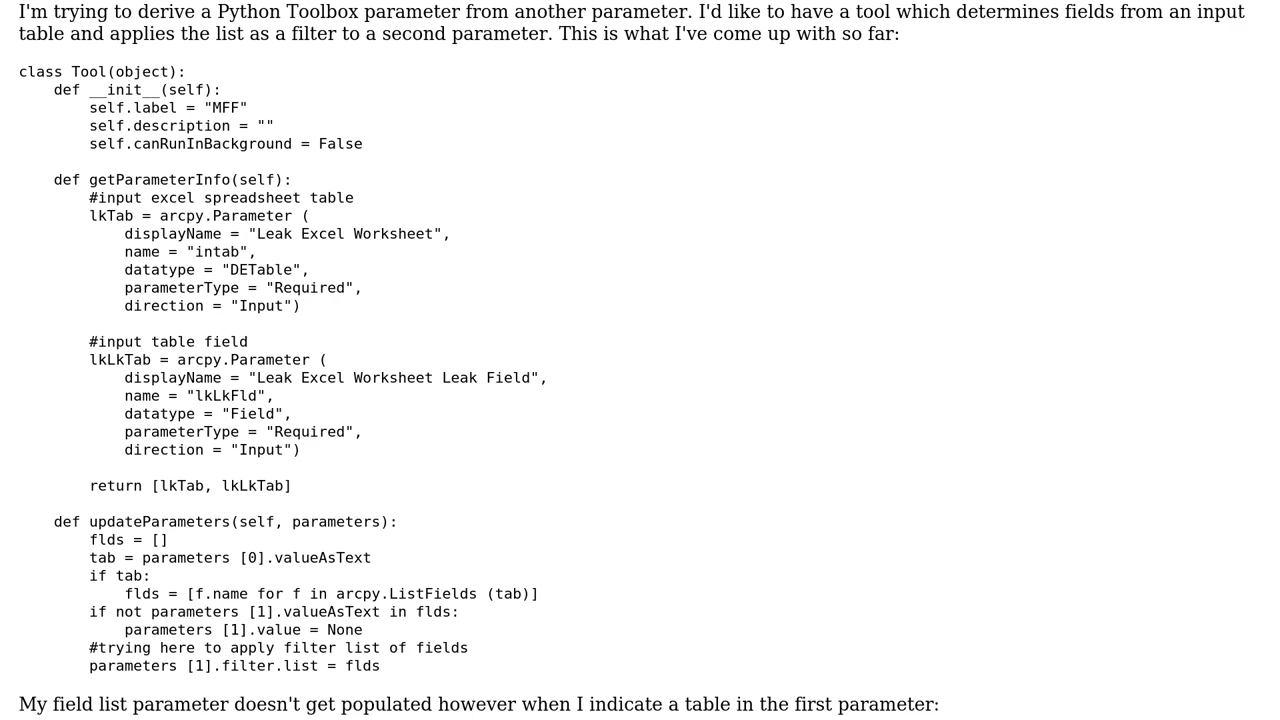 I'm trying to derive a Python Toolbox parameter from another parameter. I'd like to have a tool which determines fields from an input
table and applies the list as a filter to a second parameter. This is what I've come up with so far:
class Tool(object):
    def __init__(self):
        self.label = "MFF"
        self.description = ""
        self.canRunInBackground = False
    def getParameterInfo(self):
        #input excel spreadsheet table
        lkTab = arcpy.Parameter (
            displayName = "Leak Excel Worksheet",
            name = "intab",
            datatype = "DETable",
            parameterType = "Required",
            direction = "Input")
        #input table field
        lkLkTab = arcpy.Parameter (
            displayName = "Leak Excel Worksheet Leak Field",
            name = "lkLkFld",
            datatype = "Field",
            parameterType = "Required",
            direction = "Input")
        return [lkTab, lkLkTab]
    def updateParameters(self, parameters):
        flds = []
        tab = parameters [0].valueAsText
        if tab:
            flds = [f.name for f in arcpy.ListFields (tab)]
        if not parameters [1].valueAsText in flds:
            parameters [1].value = None
        #trying here to apply filter list of fields
        parameters [1].filter.list = flds
My field list parameter doesn't get populated however when I indicate a table in the first parameter: